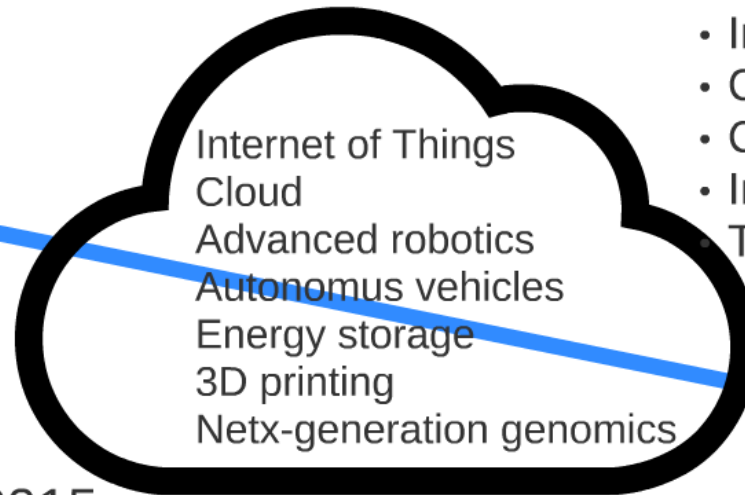 Internet of Things
Cloud
Advanced robotics
Autonomus vehicles
Energy storage
3D printing
Netx-generation genomics